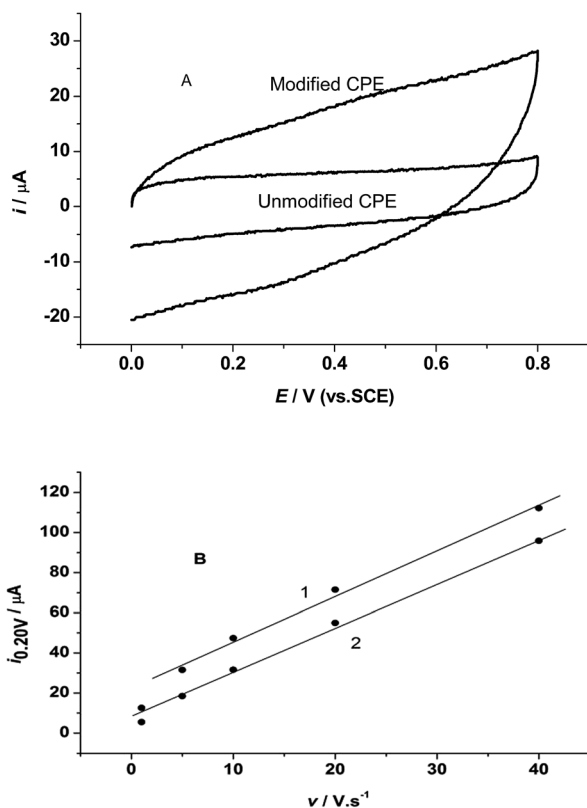 A
Modified CPE
Unmodified CPE
30
20
10
0
-10
-20
i / μA
0.0 0.2 0.4 0.6 0.8
E / V (vs.SCE)
B
1
2
120
100
80
60
40
20
0
i0.20V / μA
0 10 20 30 40
v / V.s-1